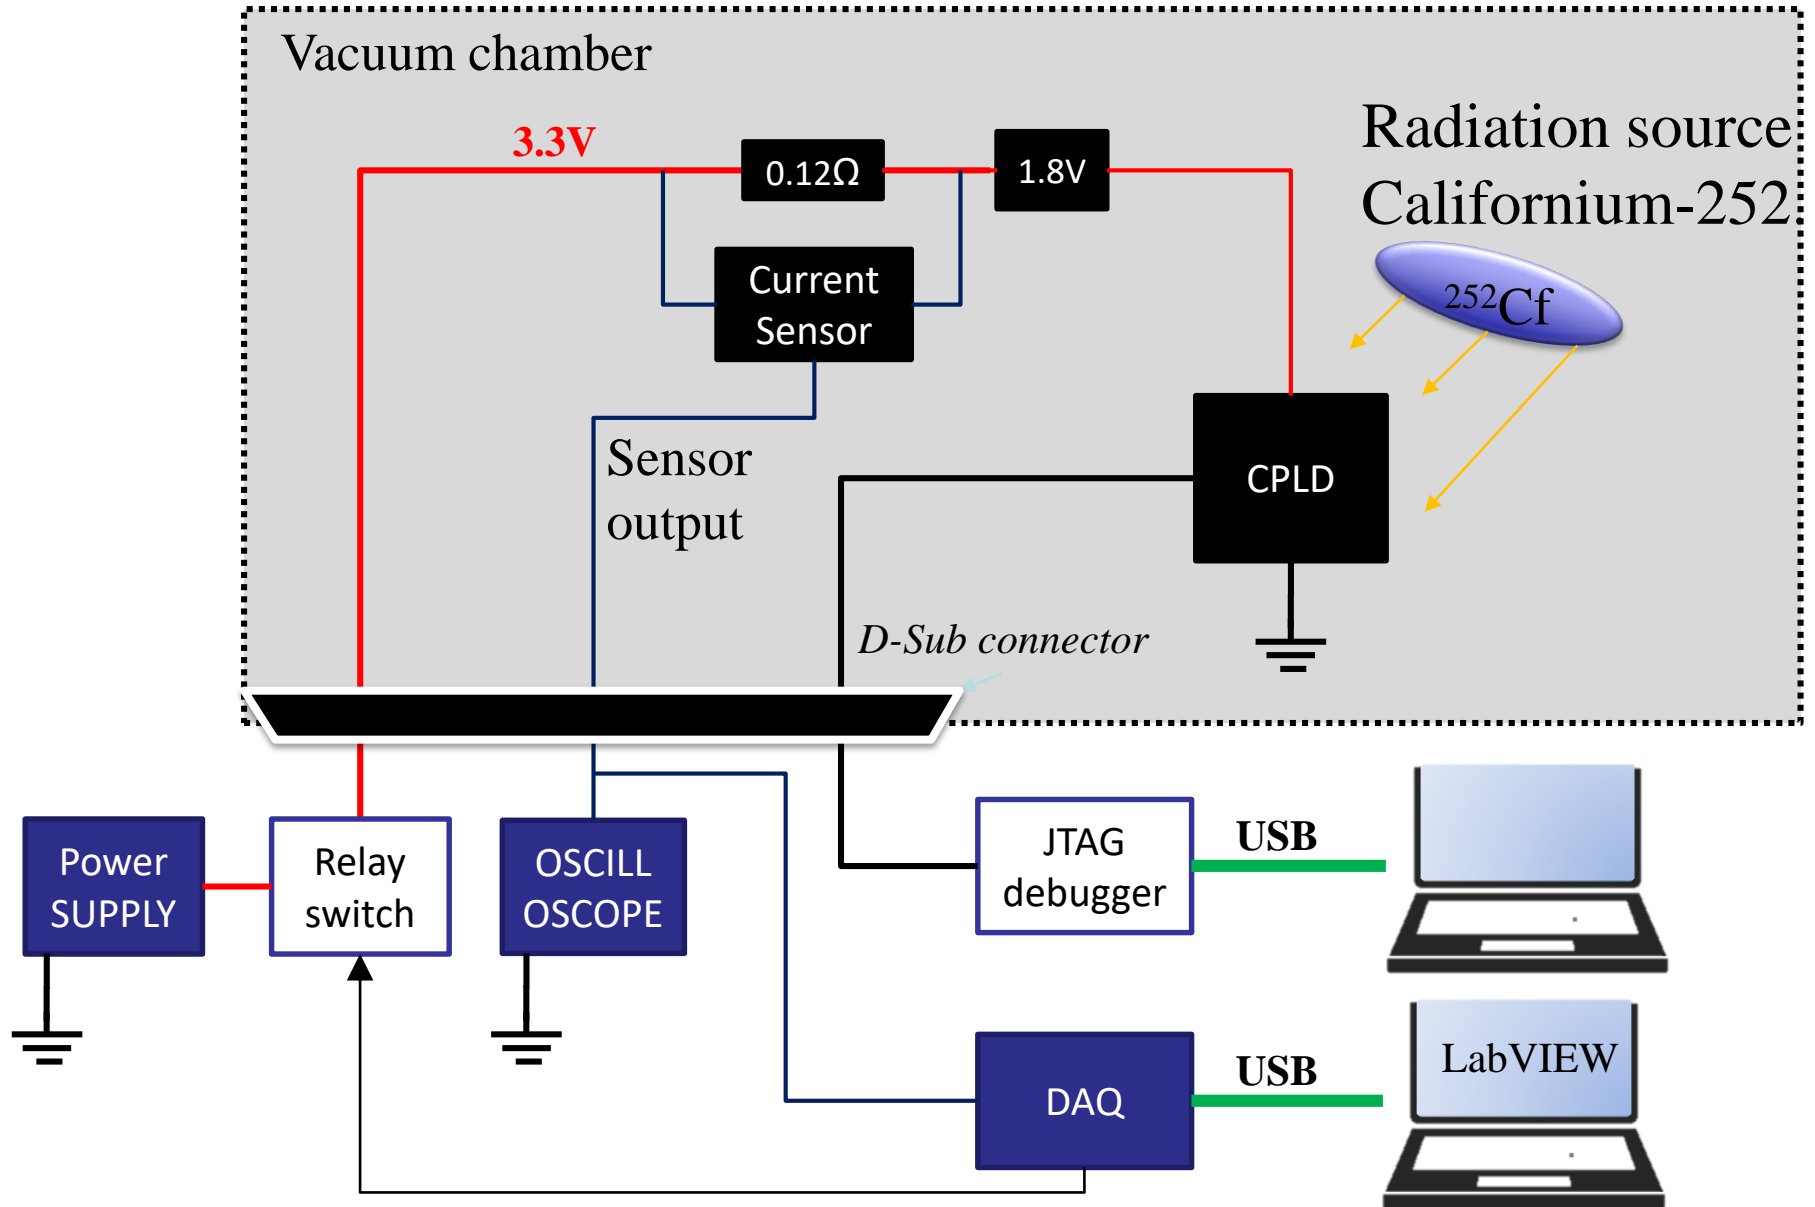 Vacuum chamber
3.3V
0.12Ω
1.8V
Radiation source
Californium-252.
Current
Sensor
²⁵²Cf
Sensor
output
CPLD
D-Sub connector
Power
SUPPLY
Relay
switch
OSCILL
OSCOPE
JTAG
debugger
USB
DAQ
USB
LabVIEW